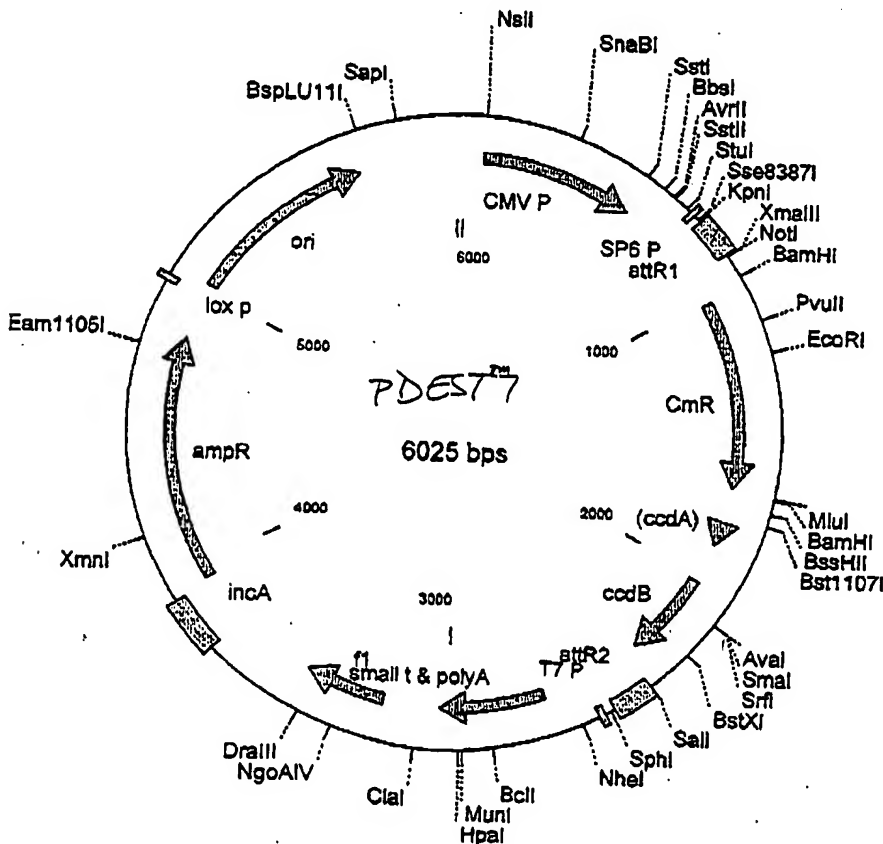 NsiI
SnaBI
SapI
BspLU11I
SstI
BbsI
AvrII
SstII
StuI
Sse8387I
KpnI
XmaIII
NotI
BamHI
PvuII
EcoRI
CMV P
ori
SP6 P
attR1
lox p
Eam1105I
6000
5000
1000
pDEST™7
6025 bps
CmR
ampR
4000
2000
(ccdA)
MluI
BamHI
BssHII
Bst1107I
XmnI
incA
3000
ccdB
attR2
T7 P
f1
small t & polyA
AvaI
SmaI
SrfI
BstXI
SalI
SphI
NheI
DraIII
NgoAIV
ClaI
BclI
MunI
HpaI